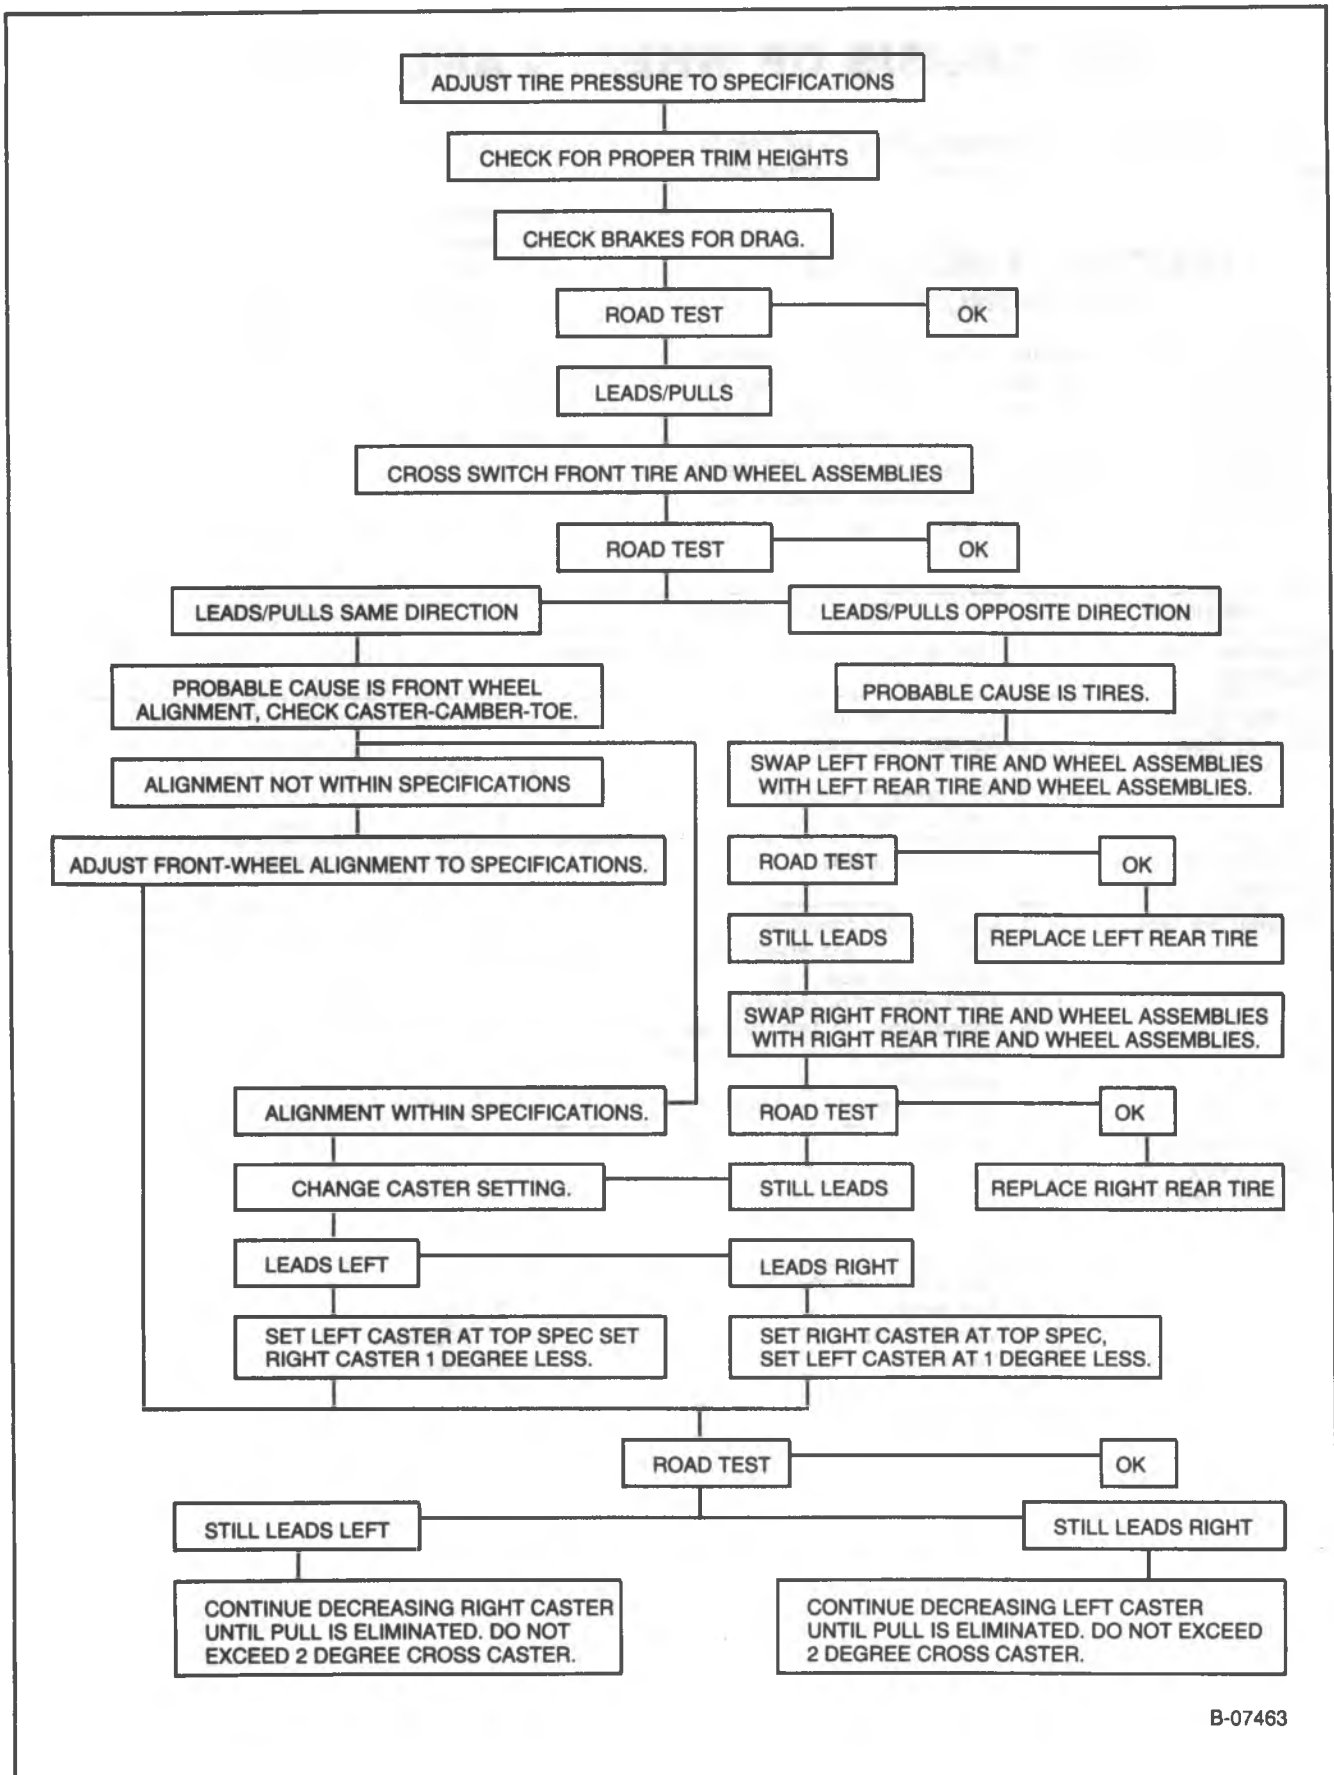 ADJUST TIRE PRESSURE TO SPECIFICATIONS
CHECK FOR PROPER TRIM HEIGHTS
CHECK BRAKES FOR DRAG.
ROAD TEST
OK
LEADS/PULLS
CROSS SWITCH FRONT TIRE AND WHEEL ASSEMBLIES
ROAD TEST
OK
LEADS/PULLS SAME DIRECTION
LEADS/PULLS OPPOSITE DIRECTION
PROBABLE CAUSE IS FRONT WHEEL
ALIGNMENT, CHECK CASTER-CAMBER-TOE.
PROBABLE CAUSE IS TIRES.
ALIGNMENT NOT WITHIN SPECIFICATIONS
SWAP LEFT FRONT TIRE AND WHEEL ASSEMBLIES
WITH LEFT REAR TIRE AND WHEEL ASSEMBLIES.
ADJUST FRONT-WHEEL ALIGNMENT TO SPECIFICATIONS.
ROAD TEST
OK
STILL LEADS
REPLACE LEFT REAR TIRE
SWAP RIGHT FRONT TIRE AND WHEEL ASSEMBLIES
WITH RIGHT REAR TIRE AND WHEEL ASSEMBLIES.
ALIGNMENT WITHIN SPECIFICATIONS.
ROAD TEST
OK
CHANGE CASTER SETTING.
STILL LEADS
REPLACE RIGHT REAR TIRE
LEADS LEFT
LEADS RIGHT
SET LEFT CASTER AT TOP SPEC SET
RIGHT CASTER 1 DEGREE LESS.
SET RIGHT CASTER AT TOP SPEC,
SET LEFT CASTER AT 1 DEGREE LESS.
ROAD TEST
OK
STILL LEADS LEFT
STILL LEADS RIGHT
CONTINUE DECREASING RIGHT CASTER
UNTIL PULL IS ELIMINATED. DO NOT
EXCEED 2 DEGREE CROSS CASTER.
CONTINUE DECREASING LEFT CASTER
UNTIL PULL IS ELIMINATED. DO NOT EXCEED
2 DEGREE CROSS CASTER.
B-07463